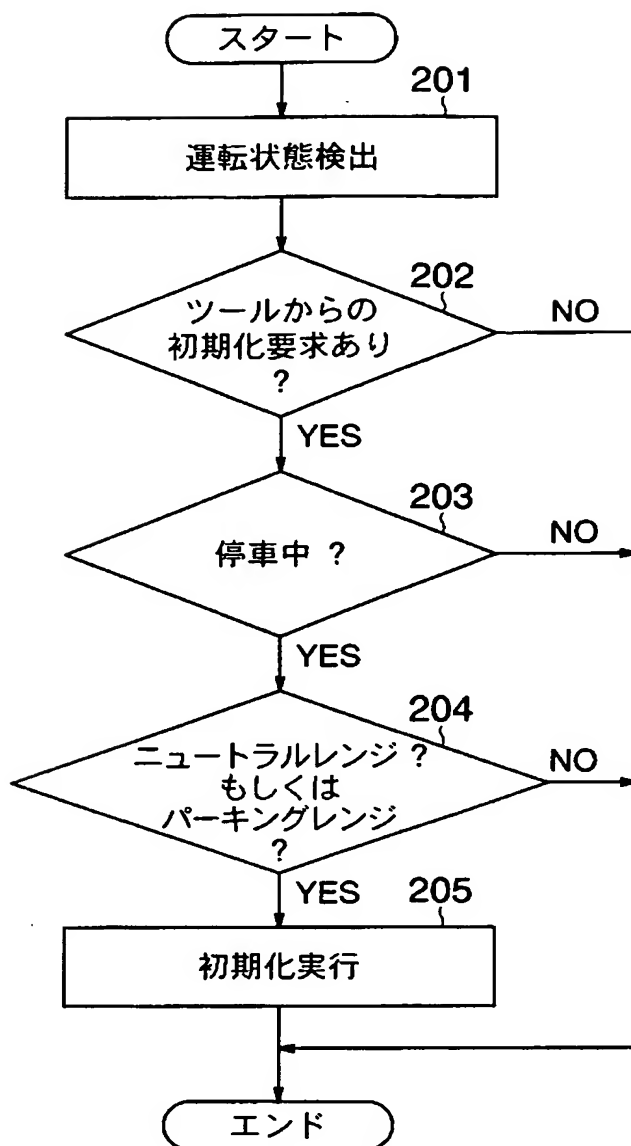 スタート
201
運転状態検出
202
ツールからの
初期化要求あり
?
NO
YES
203
停車中 ?
NO
YES
204
ニュートラルレンジ ?
もしくは
パーキングレンジ
?
NO
YES
205
初期化実行
エンド